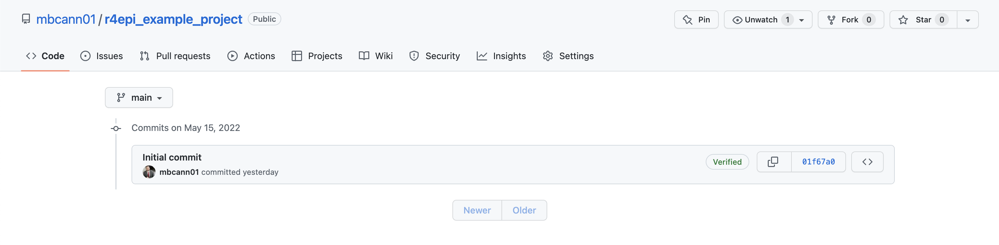 mbcann01 / r4epi_example_project Public Pin Unwatch 1 Fork 0 Star 0
Code Issues Pull requests Actions Projects Wiki Security Insights Settings
main
Commits on May 15, 2022
Initial commit
mbcann01 committed yesterday
Verified 01f67a0
Newer Older